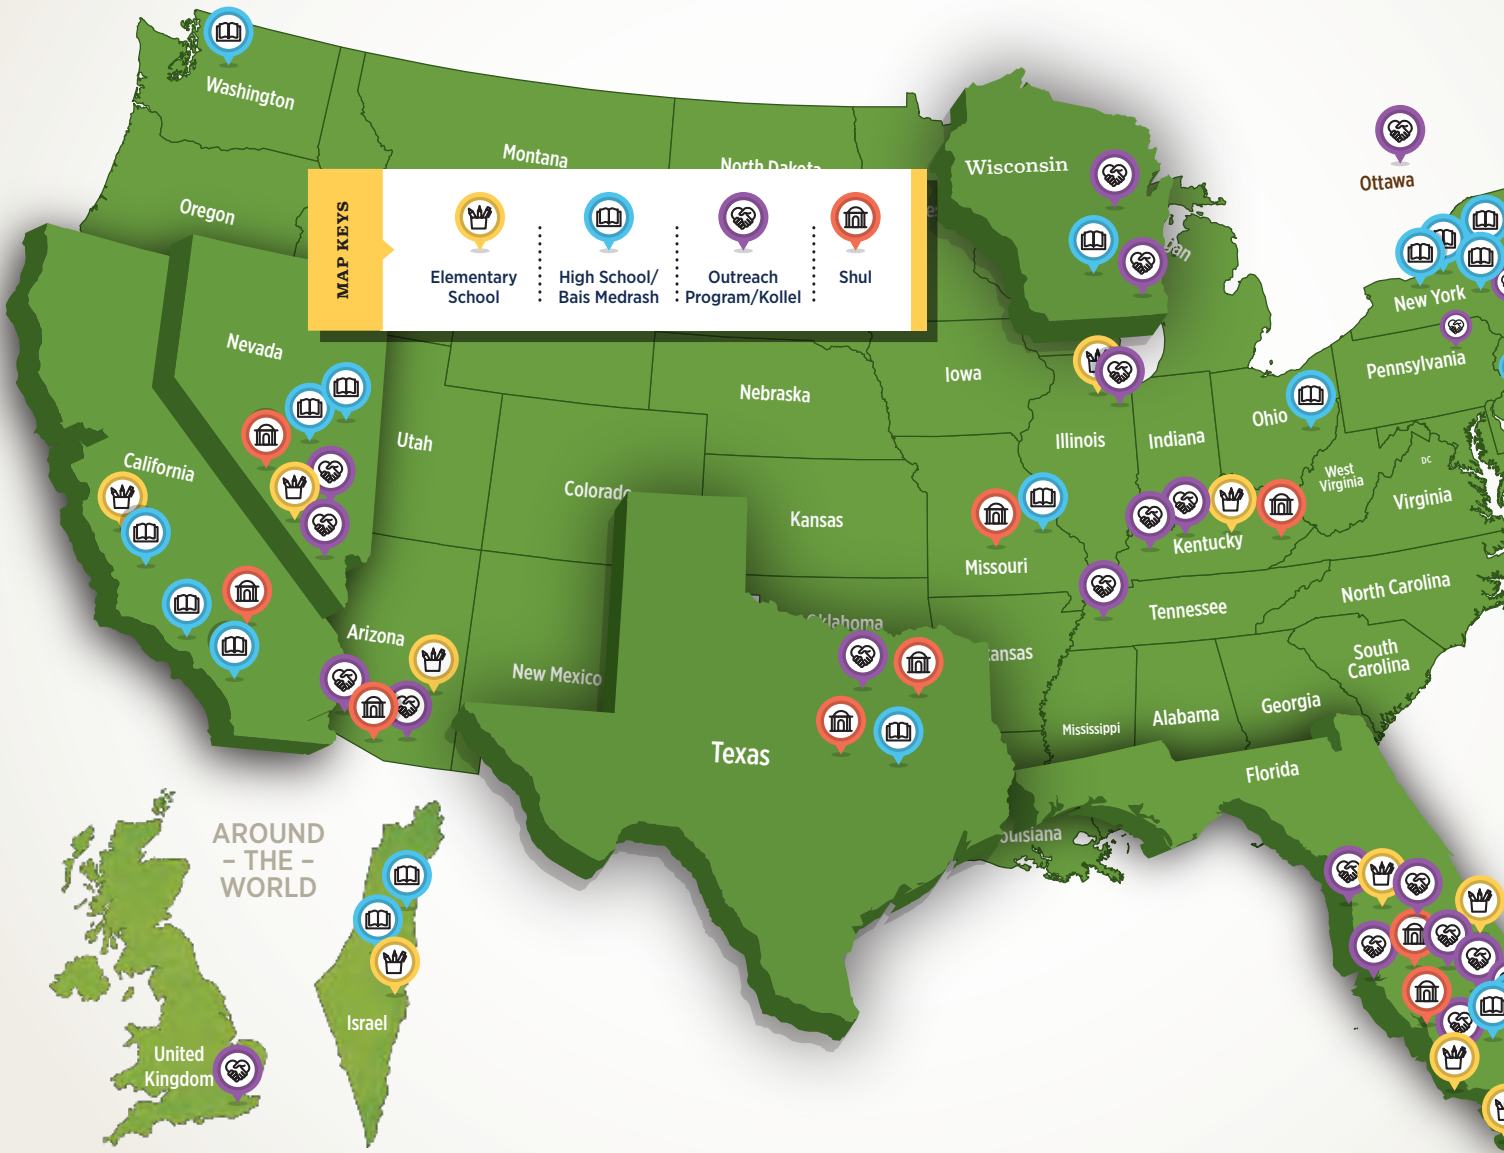 Washington
Oregon
Montana
North Dakota
Wisconsin
Ottawa
MAP KEYS
Elementary
School
High School/
Bais Medrash
Outreach
Program/Kollel
Shul
New York
Pennsylvania
Nevada
Utah
California
Colorado
Nebraska
Iowa
Kansas
Illinois
Indiana
Ohio
West
Virginia
DC
Virginia
Missouri
Kentucky
Tennessee
North Carolina
South
Carolina
Arizona
New Mexico
Oklahoma
ansas
Texas
Mississippi
Alabama
Georgia
Florida
ouisiana
AROUND
- THE -
WORLD
Israel
United
Kingdom